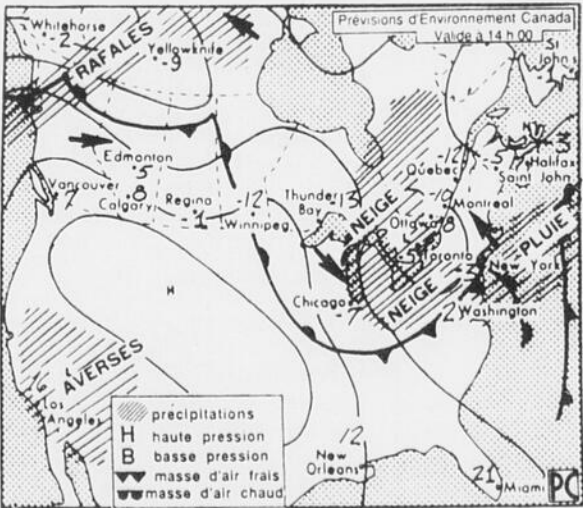 Prévisions d'Environnement Canada
Valide à 14 h 00
Whitehorse
-2
RAFALES
Yellowknife
-9
St John's
Edmonton
5
Vancouver
7
8
Calgary
Regina
1
-12
Winnipeg
Thunder Bay
-13
NEIGE
Québec
-12
-5
3
Halifax
Saint John
-10
Montreal
Ottawa
-8
-5
Toronto
PLUIE
New York
Chicago
-7
NEIGE
2
Washington
H
AVERSES
16
Los Angeles
précipitations
H haute pression
B basse pression
masse d'air frais
masse d'air chaud
12
New Orleans
21
Miami
PC